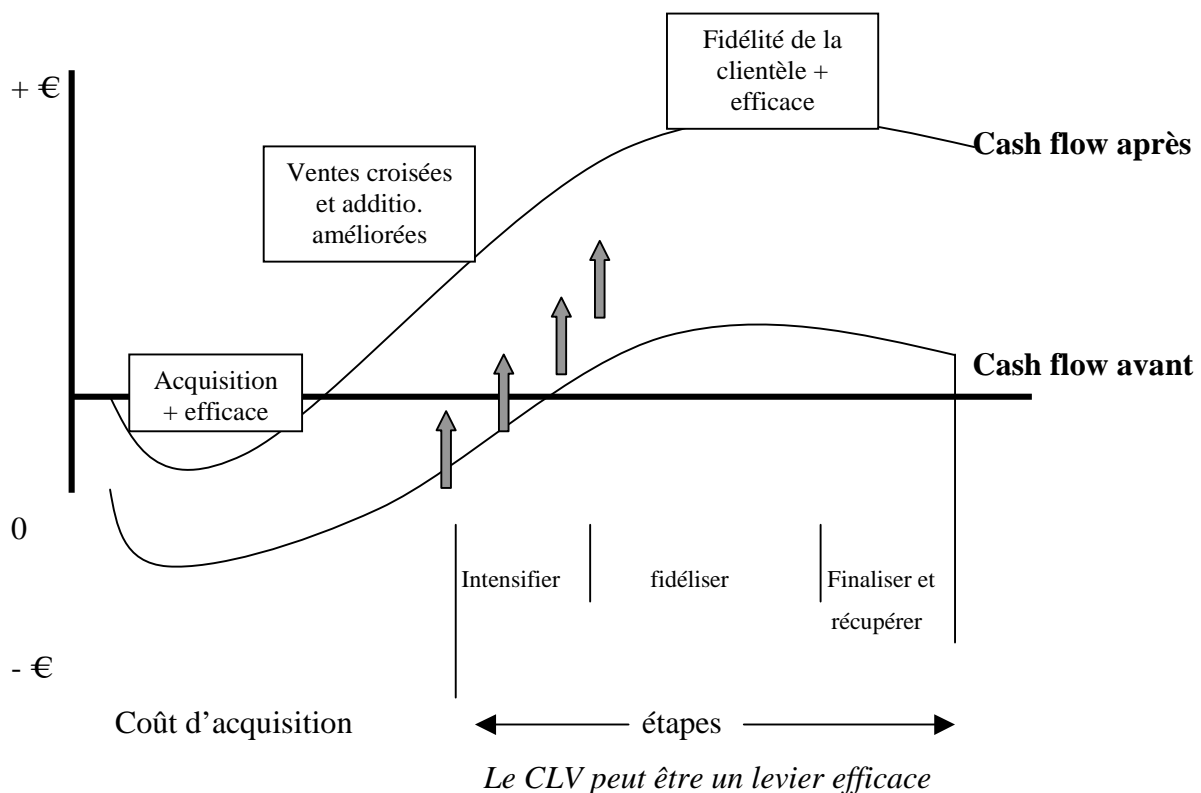 Fidélité de la
clientèle +
efficace
+ €
Cash flow après
Ventes croisées
et additio.
améliorées
Cash flow avant
Acquisition
+ efficace
0
Intensifier
fidéliser
Finaliser et
récupérer
- €
Coût d’acquisition
étapes
Le CLV peut être un levier efficace